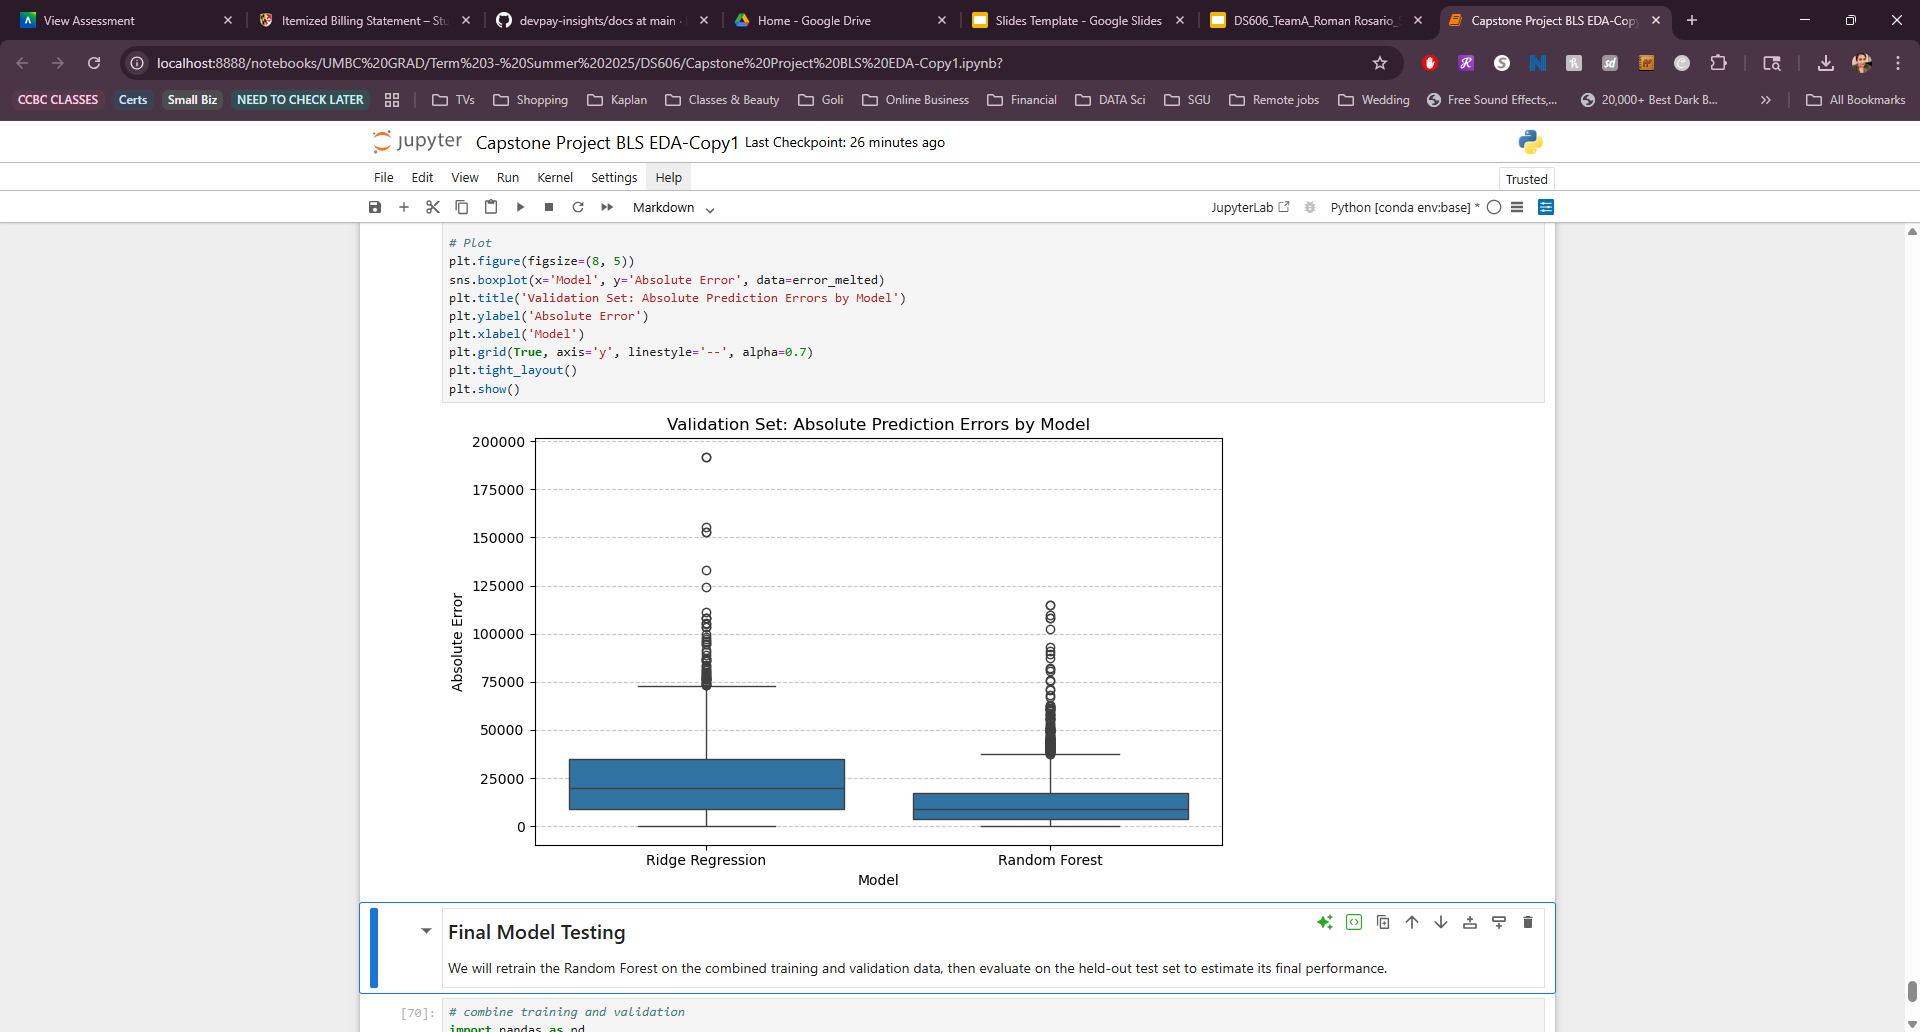 View Assessment
Itemized Billing Statement – Stu
devpay-insights/docs at main ·
Home - Google Drive
Slides Template - Google Slides
DS606_TeamA_Roman Rosario_
Capstone Project BLS EDA-Cop
localhost:8888/notebooks/UMBC%20GRAD/Term%203-%20Summer%202025/DS606/Capstone%20Project%20BLS%20EDA-Copy1.ipynb?
CCBC CLASSES
Certs
Small Biz
NEED TO CHECK LATER
TVs
Shopping
Kaplan
Classes & Beauty
Goli
Online Business
Financial
DATA Sci
SGU
Remote jobs
Wedding
Free Sound Effects,...
20,000+ Best Dark B...
All Bookmarks
jupyter Capstone Project BLS EDA-Copy1 Last Checkpoint: 26 minutes ago
File Edit View Run Kernel Settings Help
Trusted
Markdown
JupyterLab
Python [conda env:base] *
# Plot
plt.figure(figsize=(8, 5))
sns.boxplot(x='Model', y='Absolute Error', data=error_melted)
plt.title('Validation Set: Absolute Prediction Errors by Model')
plt.ylabel('Absolute Error')
plt.xlabel('Model')
plt.grid(True, axis='y', linestyle='--', alpha=0.7)
plt.tight_layout()
plt.show()
Validation Set: Absolute Prediction Errors by Model
200000
175000
150000
125000
100000
75000
50000
25000
0
Absolute Error
Ridge Regression
Random Forest
Model
Final Model Testing
We will retrain the Random Forest on the combined training and validation data, then evaluate on the held-out test set to estimate its final performance.
[70]:
# combine training and validation
import pandas as pd